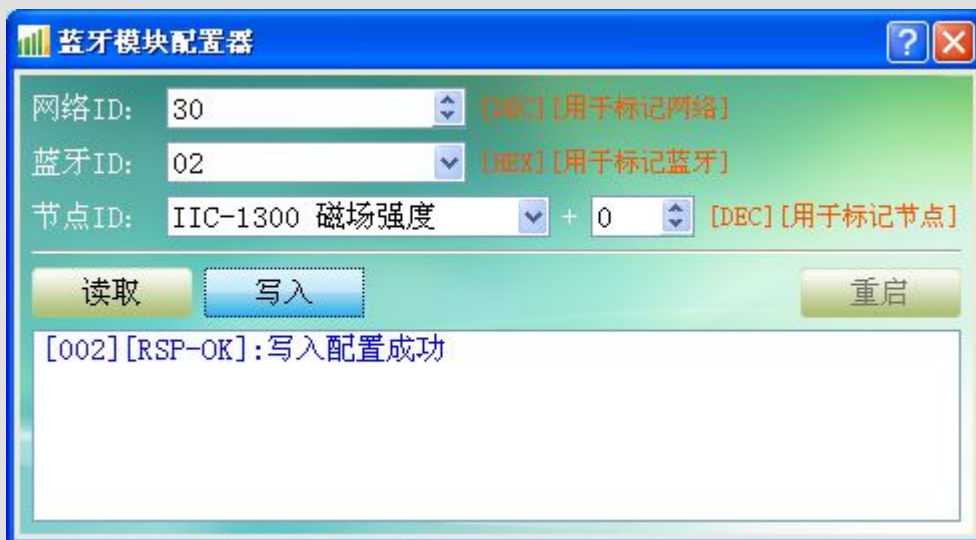 蓝牙模块配置器
网络ID: 30 [DEC][用于标记网络]
蓝牙ID: 02 [HEX][用于标记蓝牙]
节点ID: IIC-1300 磁场强度 + 0 [DEC][用于标记节点]
读取 写入 重启
[002][RSP-OK]:写入配置成功